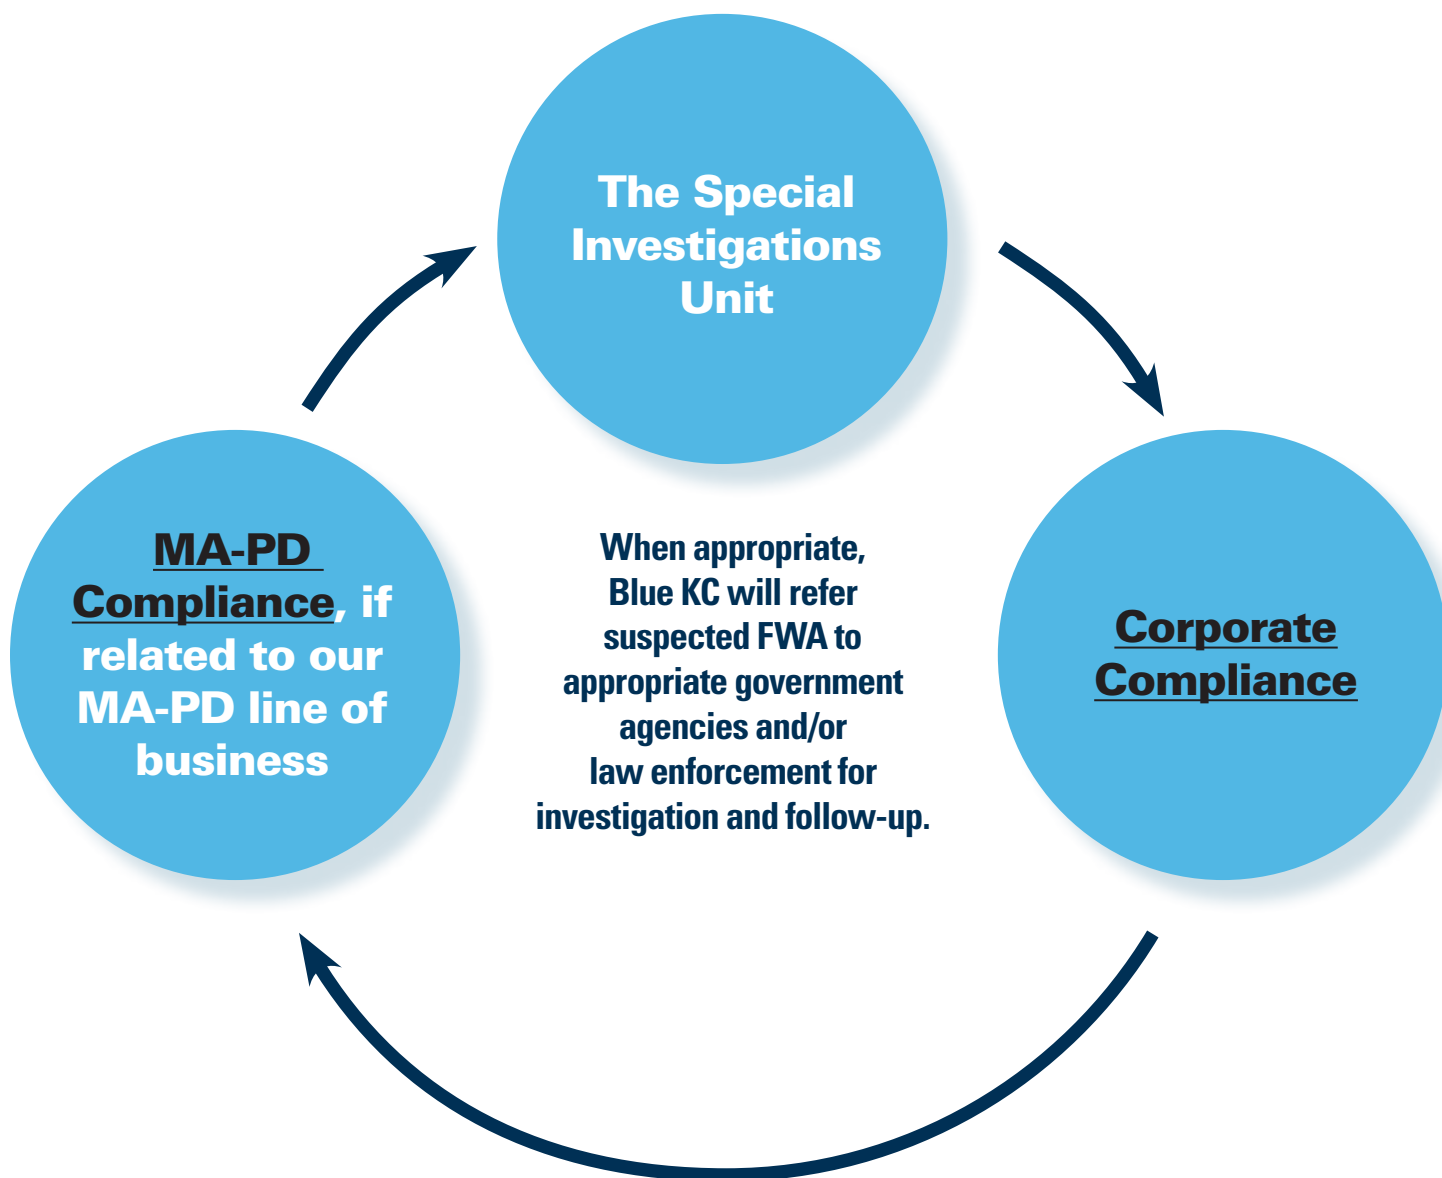 The Special
Investigations
Unit
MA-PD
Compliance, if
related to our
MA-PD line of
business
When appropriate,
Blue KC will refer
suspected FWA to
appropriate government
agencies and/or
law enforcement for
investigation and follow-up.
Corporate
Compliance